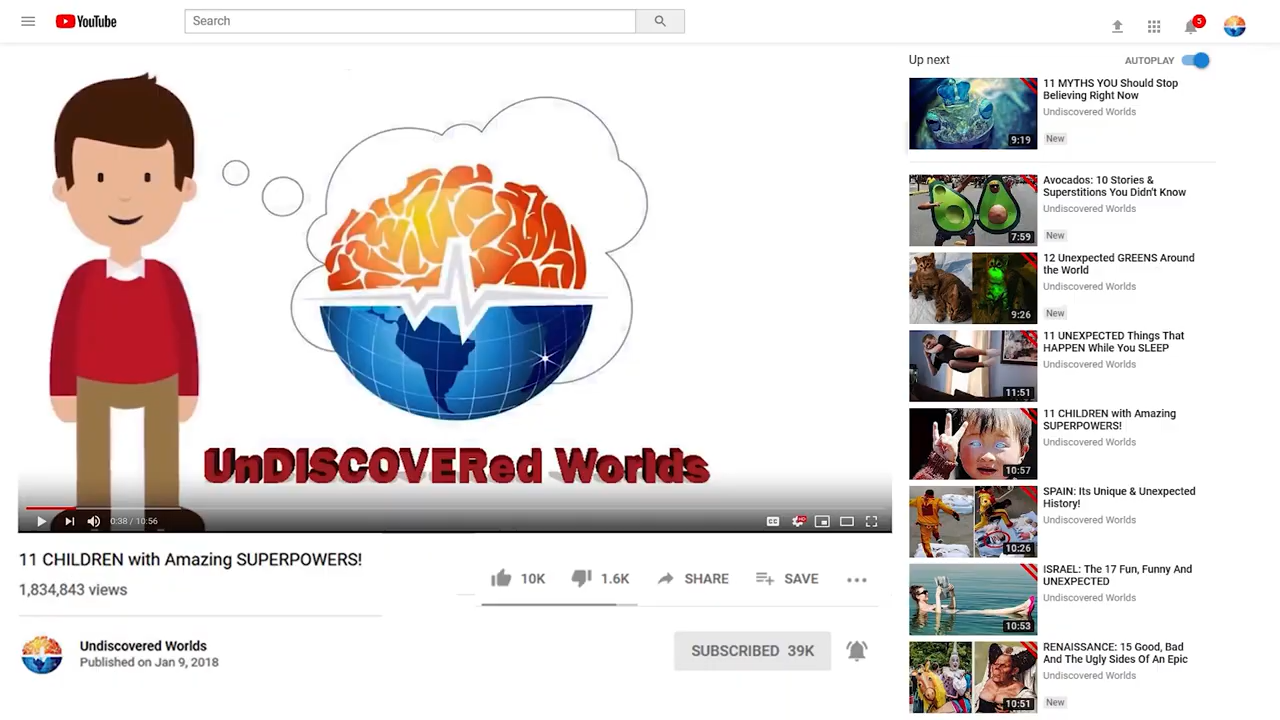 YouTube
Search
5
UnDISCOVERed Worlds
0:38 / 10:56
CC
HD
11 CHILDREN with Amazing SUPERPOWERS!
1,834,843 views
10K
1.6K
SHARE
SAVE
Undiscovered Worlds
Published on Jan 9, 2018
SUBSCRIBED 39K
Up next
AUTOPLAY
9:19
11 MYTHS YOU Should Stop
Believing Right Now
Undiscovered Worlds
New
7:59
Avocados: 10 Stories &
Superstitions You Didn't Know
Undiscovered Worlds
New
9:26
12 Unexpected GREENS Around
the World
Undiscovered Worlds
New
11:51
11 UNEXPECTED Things That
HAPPEN While You SLEEP
Undiscovered Worlds
10:57
11 CHILDREN with Amazing
SUPERPOWERS!
Undiscovered Worlds
10:26
SPAIN: Its Unique & Unexpected
History!
Undiscovered Worlds
10:53
ISRAEL: The 17 Fun, Funny And
UNEXPECTED
Undiscovered Worlds
10:51
RENAISSANCE: 15 Good, Bad
And The Ugly Sides Of An Epic
Undiscovered Worlds
New